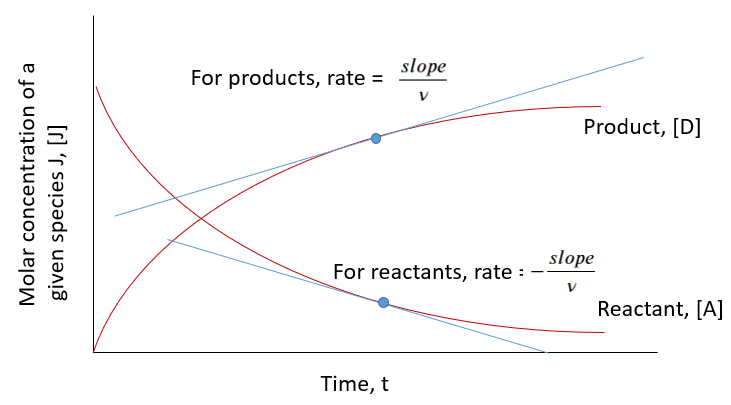 For products, rate = slope
v
Product, [D]
Molar concentration of a
given species J, [J]
For reactants, rate : − slope
v
Reactant, [A]
Time, t